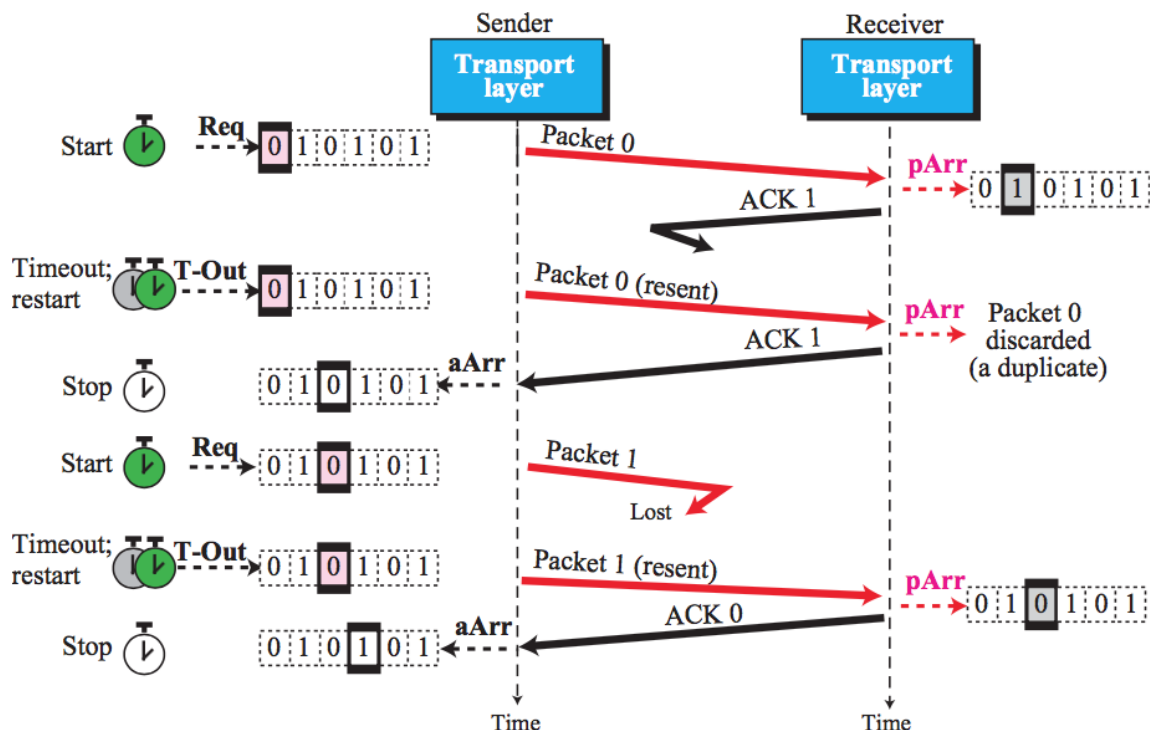 Sender
Receiver
Transport
layer
Transport
layer
Start
Req
0 1 0 1 0 1
Packet 0
pArr
0 1 0 1 0 1
ACK 1
Timeout;
restart
T-Out
0 1 0 1 0 1
Packet 0 (resent)
pArr
Packet 0
discarded
(a duplicate)
ACK 1
Stop
0 1 0 1 0 1
aArr
Start
Req
0 1 0 1 0 1
Packet 1
Lost
Timeout;
restart
T-Out
0 1 0 1 0 1
Packet 1 (resent)
pArr
0 1 0 1 0 1
ACK 0
Stop
0 1 0 1 0 1
aArr
Time
Time